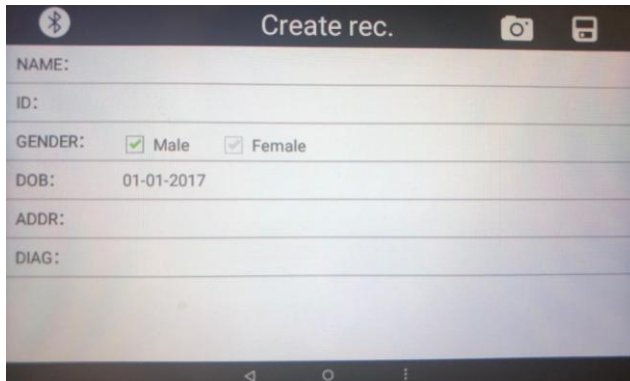 Create rec.
NAME:
ID:
GENDER: Male Female
DOB: 01-01-2017
ADDR:
DIAG: